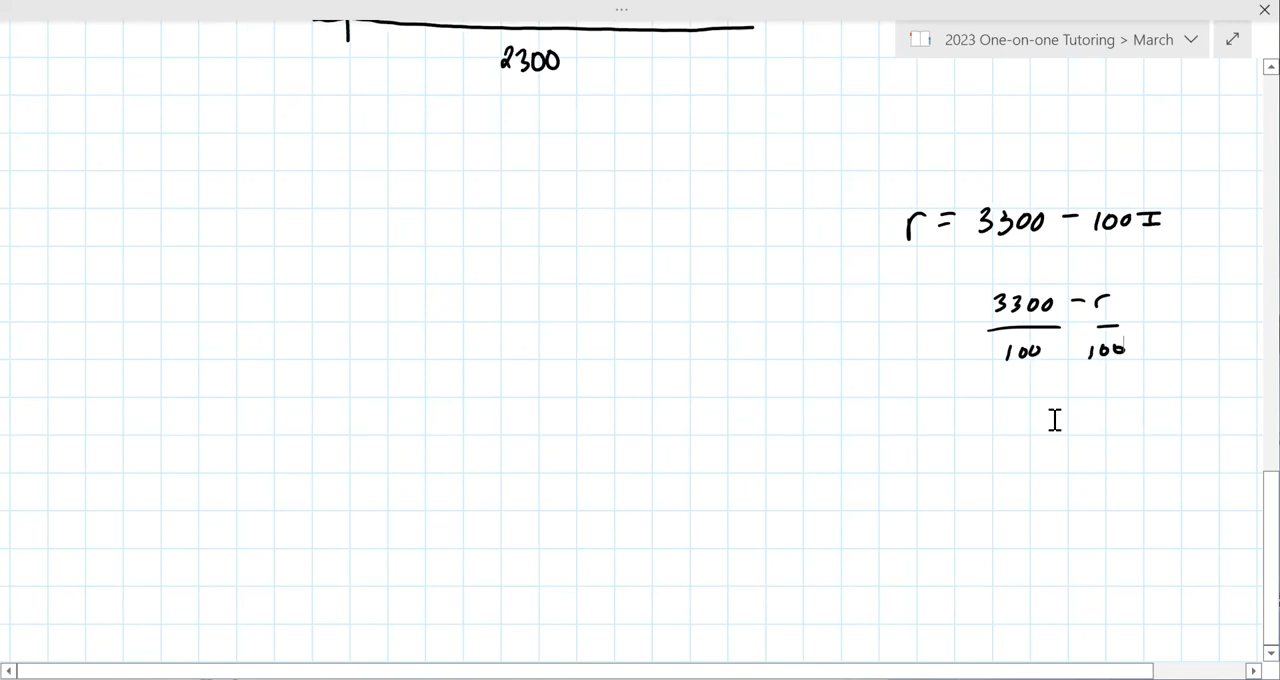 2023 One-on-one Tutoring > March
2300
r = 3300 - 100I
3300 - r
100 100